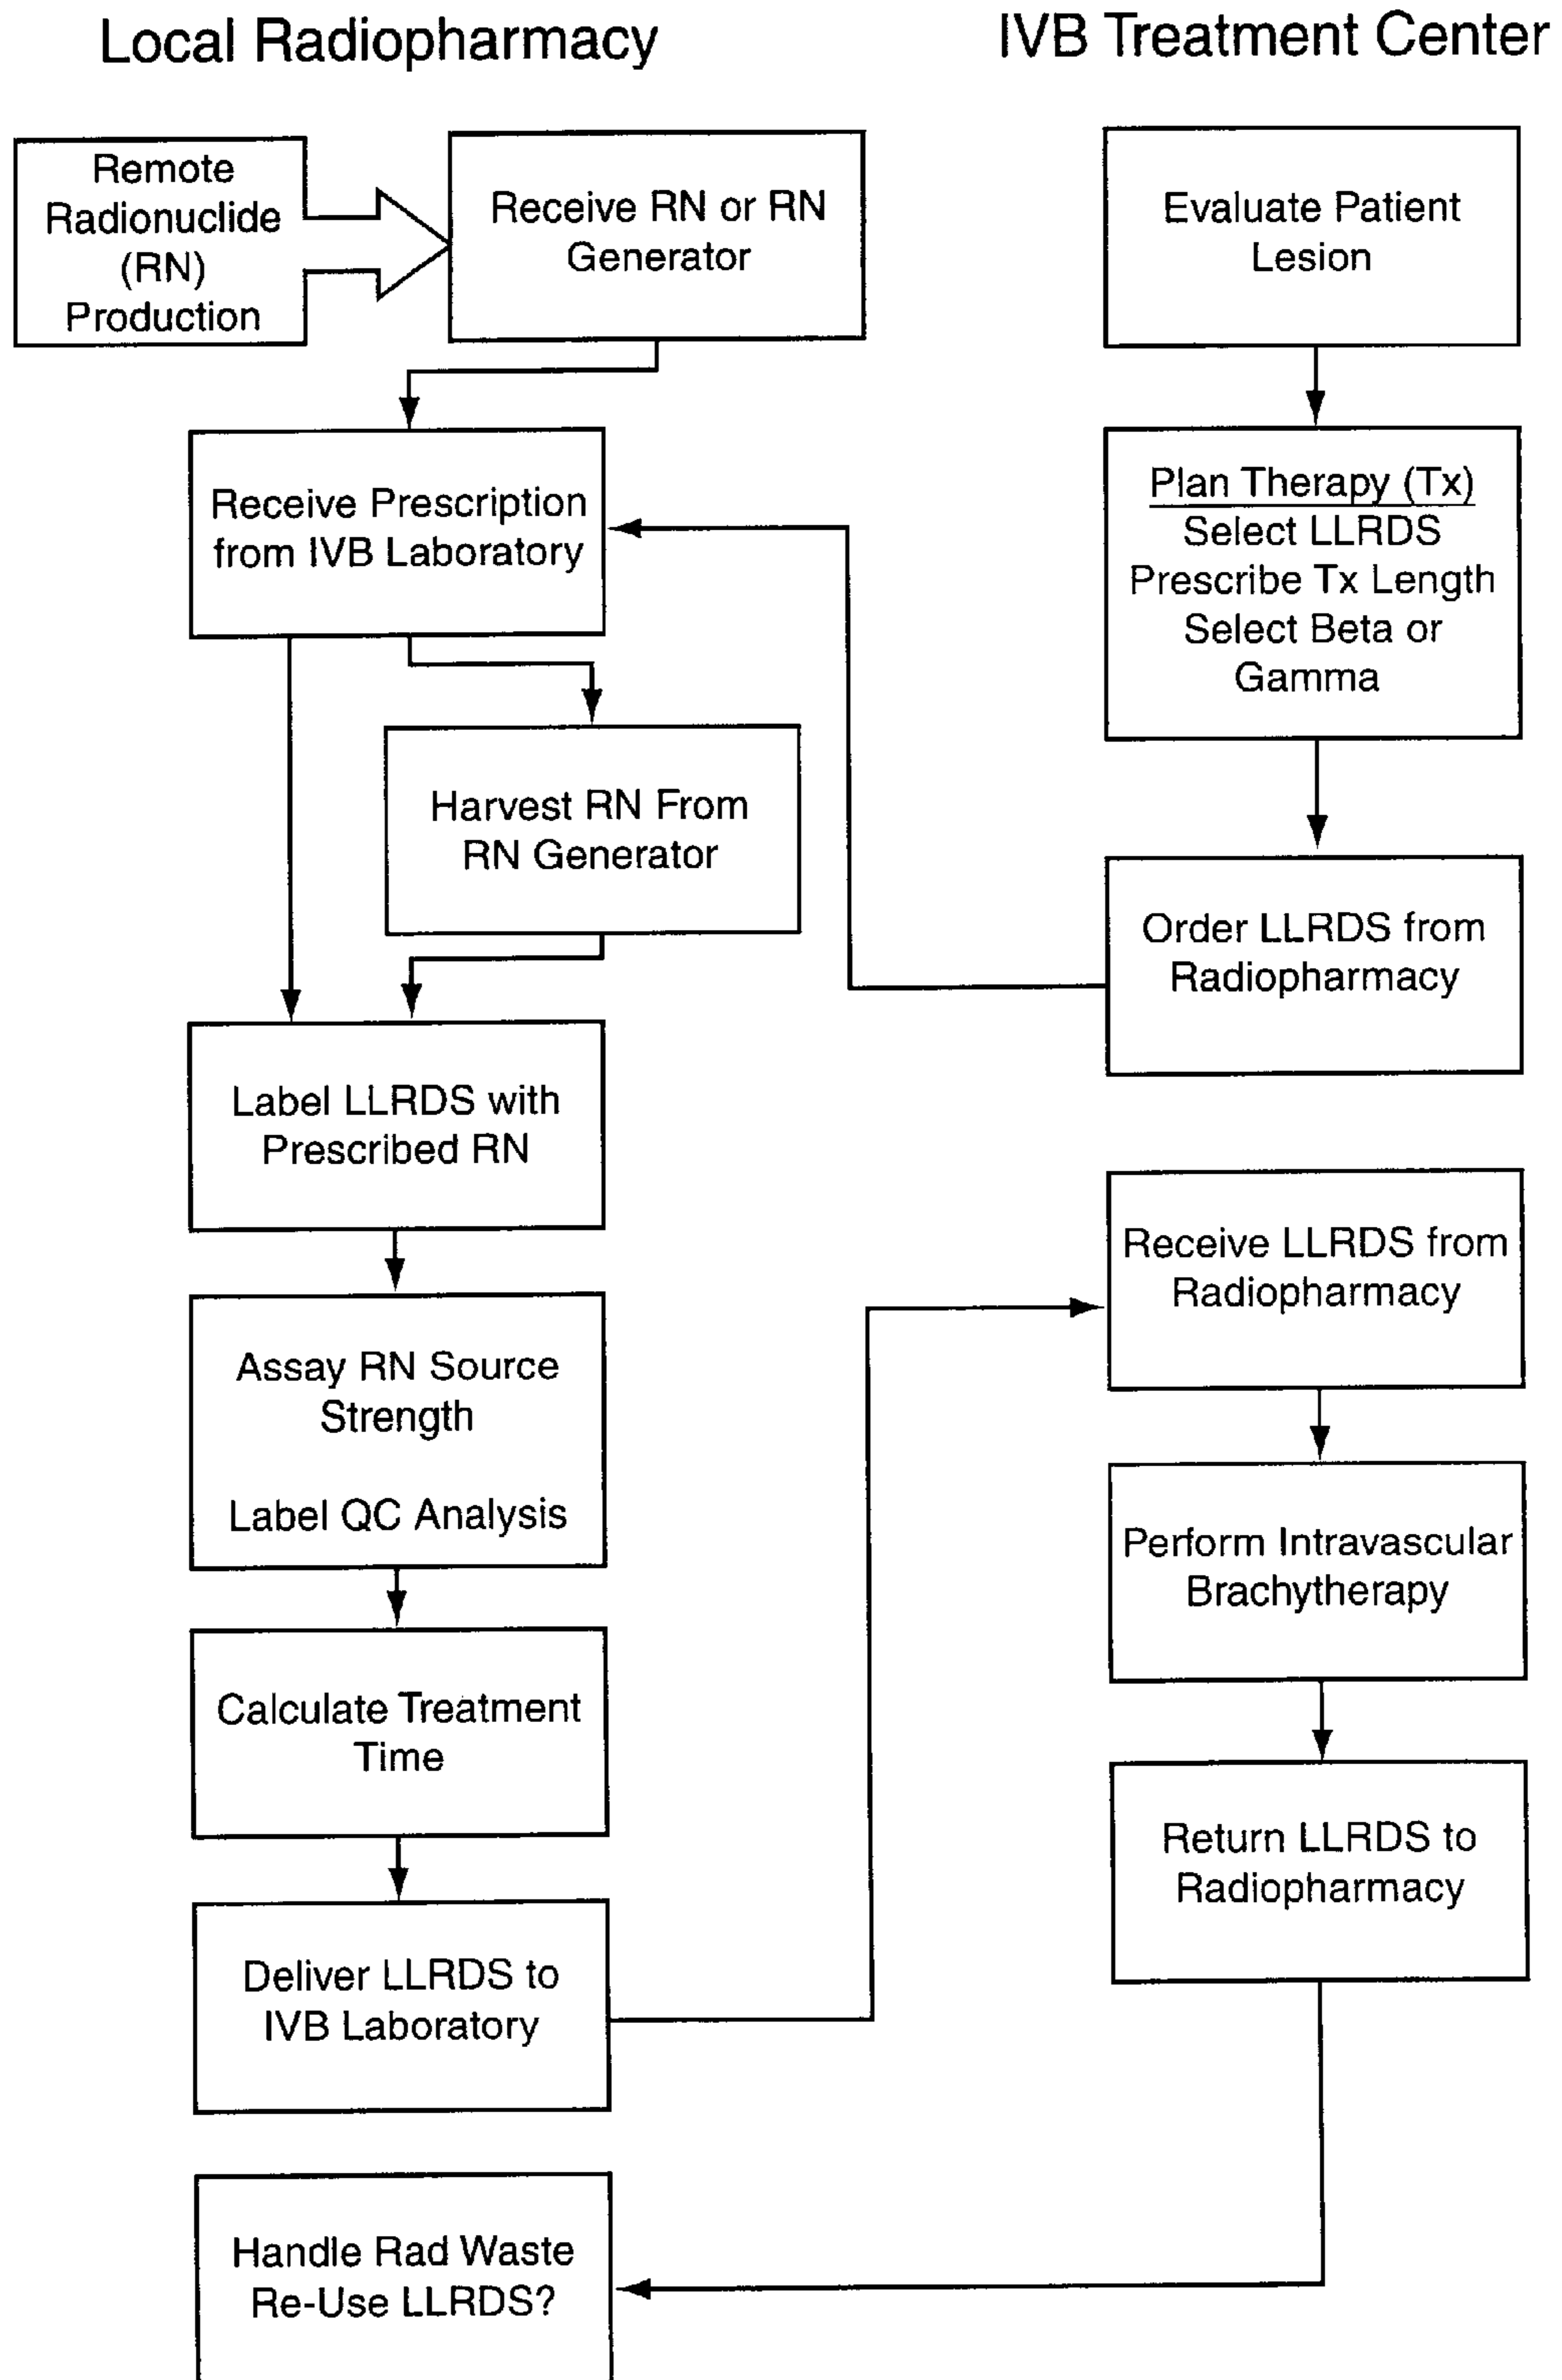 Local Radiopharmacy
IVB Treatment Center
Remote
Radionuclide
(RN)
Production
Receive RN or RN
Generator
Evaluate Patient
Lesion
Receive Prescription
from IVB Laboratory
Plan Therapy (Tx)
Select LLRDS
Prescribe Tx Length
Select Beta or
Gamma
Harvest RN From
RN Generator
Order LLRDS from
Radiopharmacy
Label LLRDS with
Prescribed RN
Receive LLRDS from
Radiopharmacy
Assay RN Source
Strength
Label QC Analysis
Perform Intravascular
Brachytherapy
Calculate Treatment
Time
Return LLRDS to
Radiopharmacy
Deliver LLRDS to
IVB Laboratory
Handle Rad Waste
Re-Use LLRDS?